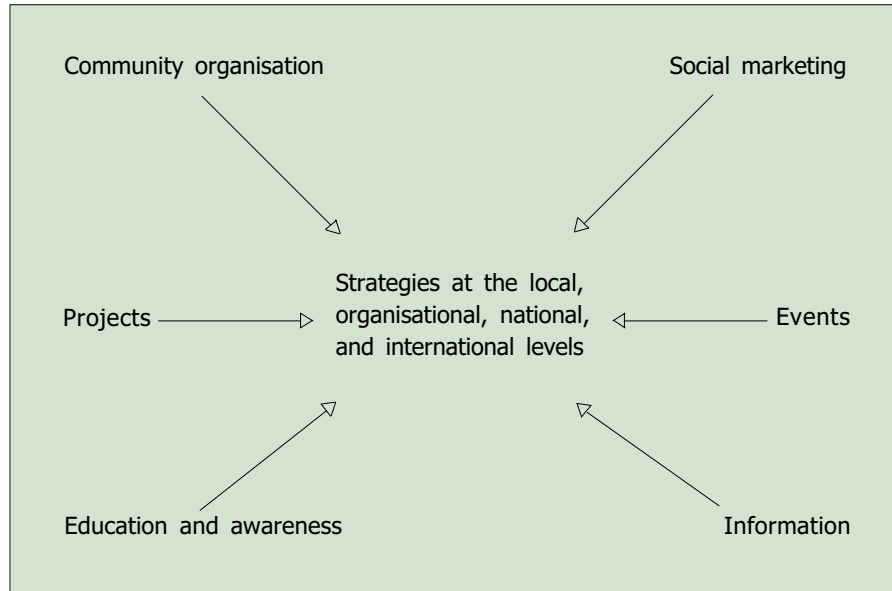 Community organisation
Social marketing
Strategies at the local,
organisational, national,
and international levels
Projects
Events
Education and awareness
Information